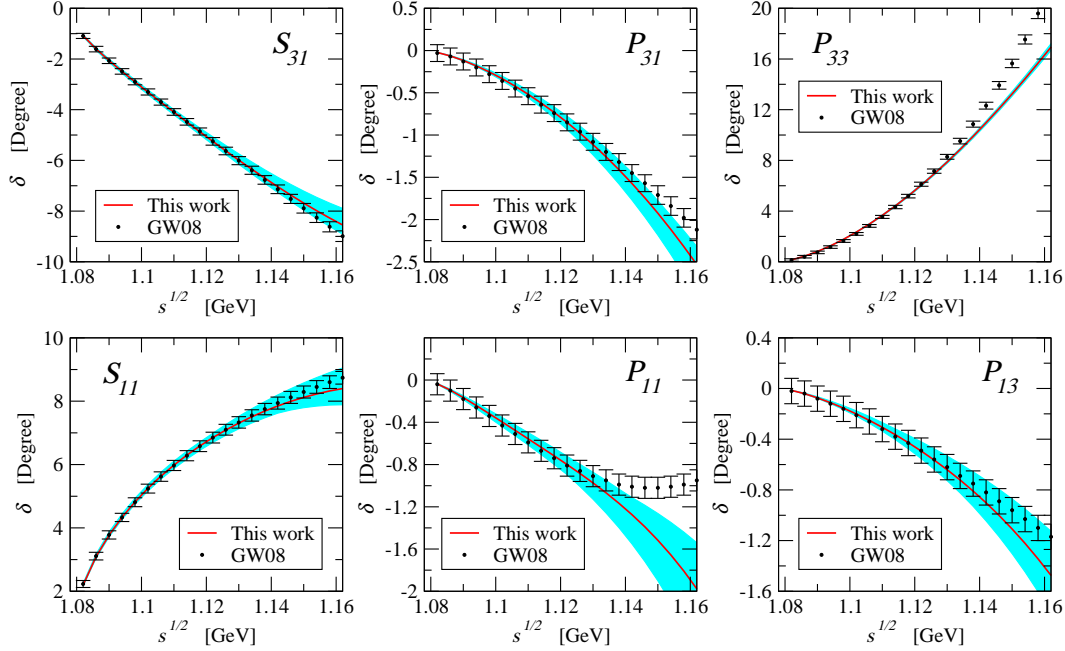 0
-2
-4
-6
-8
-10
δ [Degree]
S31
This work
GW08
1.08 1.1 1.12 1.14 1.16
s^1/2 [GeV]
0.5
0
-0.5
-1
-1.5
-2
-2.5
δ [Degree]
P31
This work
GW08
1.08 1.1 1.12 1.14 1.16
s^1/2 [GeV]
20
16
12
8
4
0
δ [Degree]
P33
This work
GW08
1.08 1.1 1.12 1.14 1.16
s^1/2 [GeV]
10
8
6
4
2
δ [Degree]
S11
This work
GW08
1.08 1.1 1.12 1.14 1.16
s^1/2 [GeV]
0
-0.4
-0.8
-1.2
-1.6
-2
δ [Degree]
P11
This work
GW08
1.08 1.1 1.12 1.14 1.16
s^1/2 [GeV]
0.4
0
-0.4
-0.8
-1.2
-1.6
δ [Degree]
P13
This work
GW08
1.08 1.1 1.12 1.14 1.16
s^1/2 [GeV]